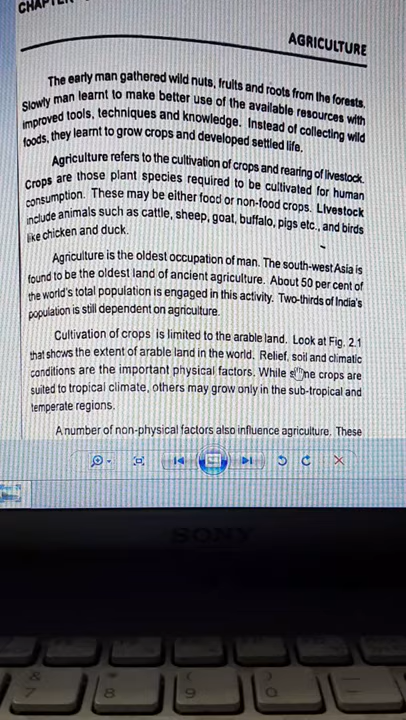 CHAPTER
AGRICULTURE
The early man gathered wild nuts, fruits and roots from the forests.
Slowly man learnt to make better use of the available resources with
improved tools, techniques and knowledge. Instead of collecting wild
foods, they learnt to grow crops and developed settled life.
Agriculture refers to the cultivation of crops and rearing of livestock.
Crops are those plant species required to be cultivated for human
consumption. These may be either food or non-food crops. Livestock
include animals such as cattle, sheep, goat, buffalo, pigs etc., and birds
like chicken and duck.
Agriculture is the oldest occupation of man. The south-west Asia is
found to be the oldest land of ancient agriculture. About 50 per cent of
the world's total population is engaged in this activity. Two-thirds of India's
population is still dependent on agriculture.
Cultivation of crops is limited to the arable land. Look at Fig. 2.1
that shows the extent of arable land in the world. Relief, soil and climatic
conditions are the important physical factors. While some crops are
suited to tropical climate, others may grow only in the sub-tropical and
temperate regions.
A number of non-physical factors also influence agriculture. These
SONY
& * ( )
7 8 9 0